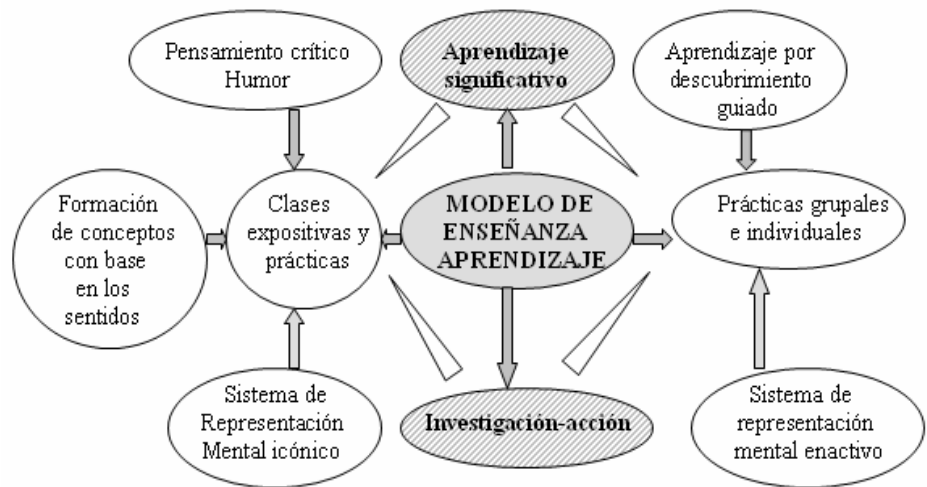 Pensamiento crítico
Humor
Aprendizaje
significativo
Aprendizaje por
descubrimiento
guiado
Formación
de conceptos
con base
en los
sentidos
Clases
expositivas y
prácticas
MODELO DE
ENSEÑANZA
APRENDIZAJE
Prácticas grupales
e individuales
Sistema de
Representación
Mental icónico
Investigación-acción
Sistema de
representación
mental enactivo